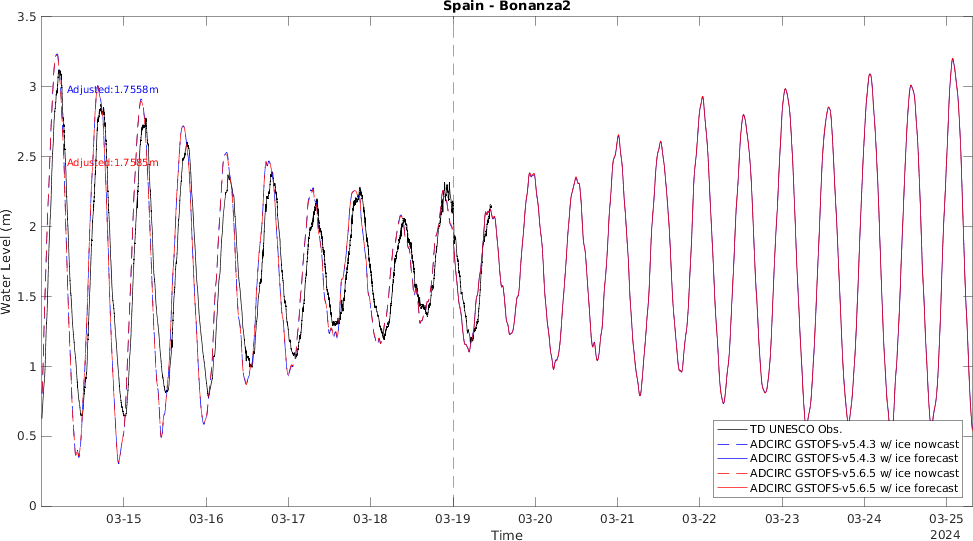 Spain - Bonanza2
3.5
3
2.5
2
1.5
1
0.5
0
Water Level (m)
Adjusted:1.7558m
Adjusted:1.7585m
TD UNESCO Obs.
ADCIRC GSTOFS-v5.4.3 w/ ice nowcast
ADCIRC GSTOFS-v5.4.3 w/ ice forecast
ADCIRC GSTOFS-v5.6.5 w/ ice nowcast
ADCIRC GSTOFS-v5.6.5 w/ ice forecast
03-15 03-16 03-17 03-18 03-19 03-20 03-21 03-22 03-23 03-24 03-25
2024
Time